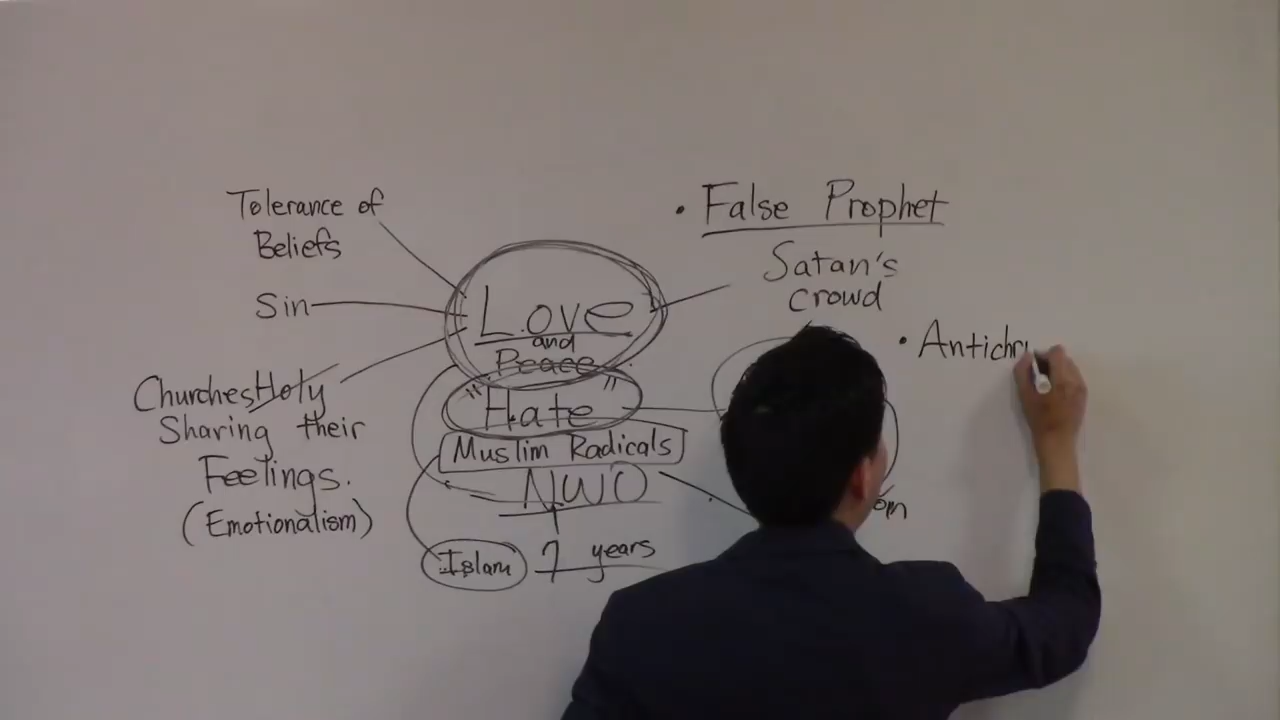 Tolerance of
Beliefs
Sin
Churches Holy
Sharing their
Feelings.
(Emotionalism)
Love
and
Peace
"Hate"
Muslim Radicals
NWO
7 years
Islam
• False Prophet
Satan's
crowd
• Antichr